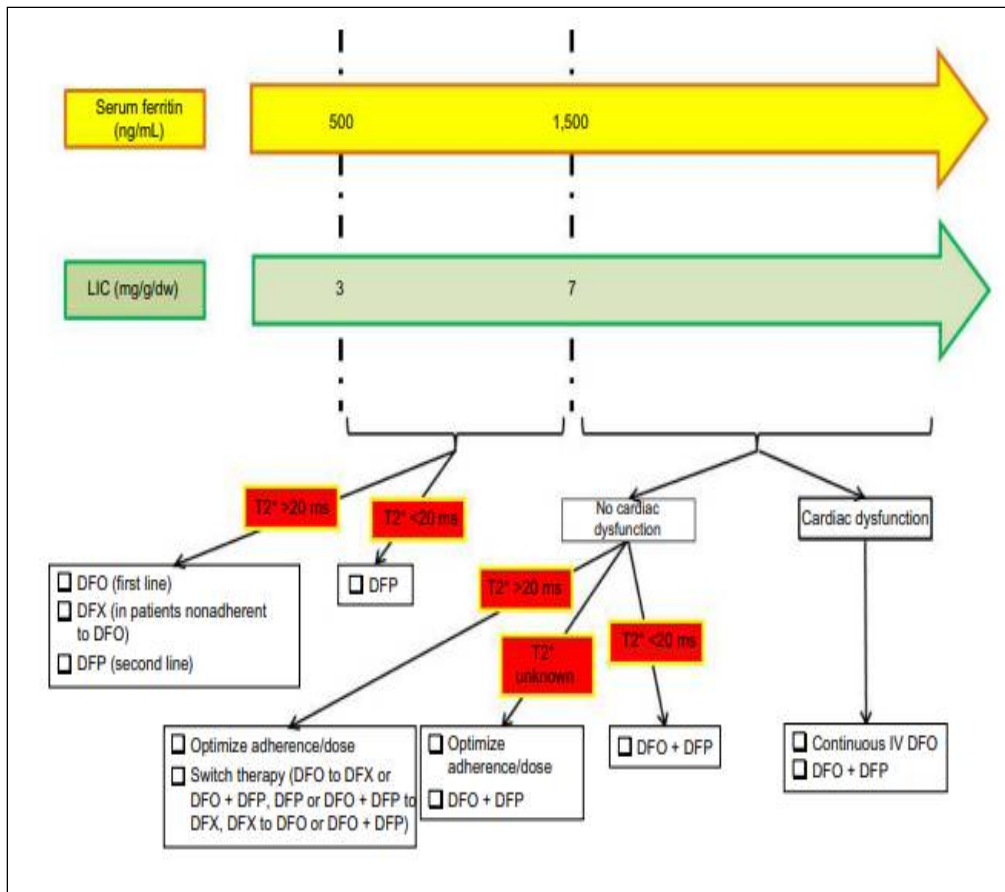 Serum ferritin
(ng/mL)
500
1,500
LIC (mg/g/dw)
3
7
T2* >20 ms
T2* <20 ms
No cardiac
dysfunction
Cardiac dysfunction
❑ DFO (first line)
❑ DFX (in patients nonadherent
to DFO)
❑ DFP (second line)
❑ DFP
T2* >20 ms
T2*
unknown
T2* <20 ms
❑ Optimize adherence/dose
❑ Switch therapy (DFO to DFX or
DFO + DFP, DFP or DFO + DFP to
DFX, DFX to DFO or DFO + DFP)
❑ Optimize
adherence/dose
❑ DFO + DFP
❑ DFO + DFP
❑ Continuous IV DFO
❑ DFO + DFP